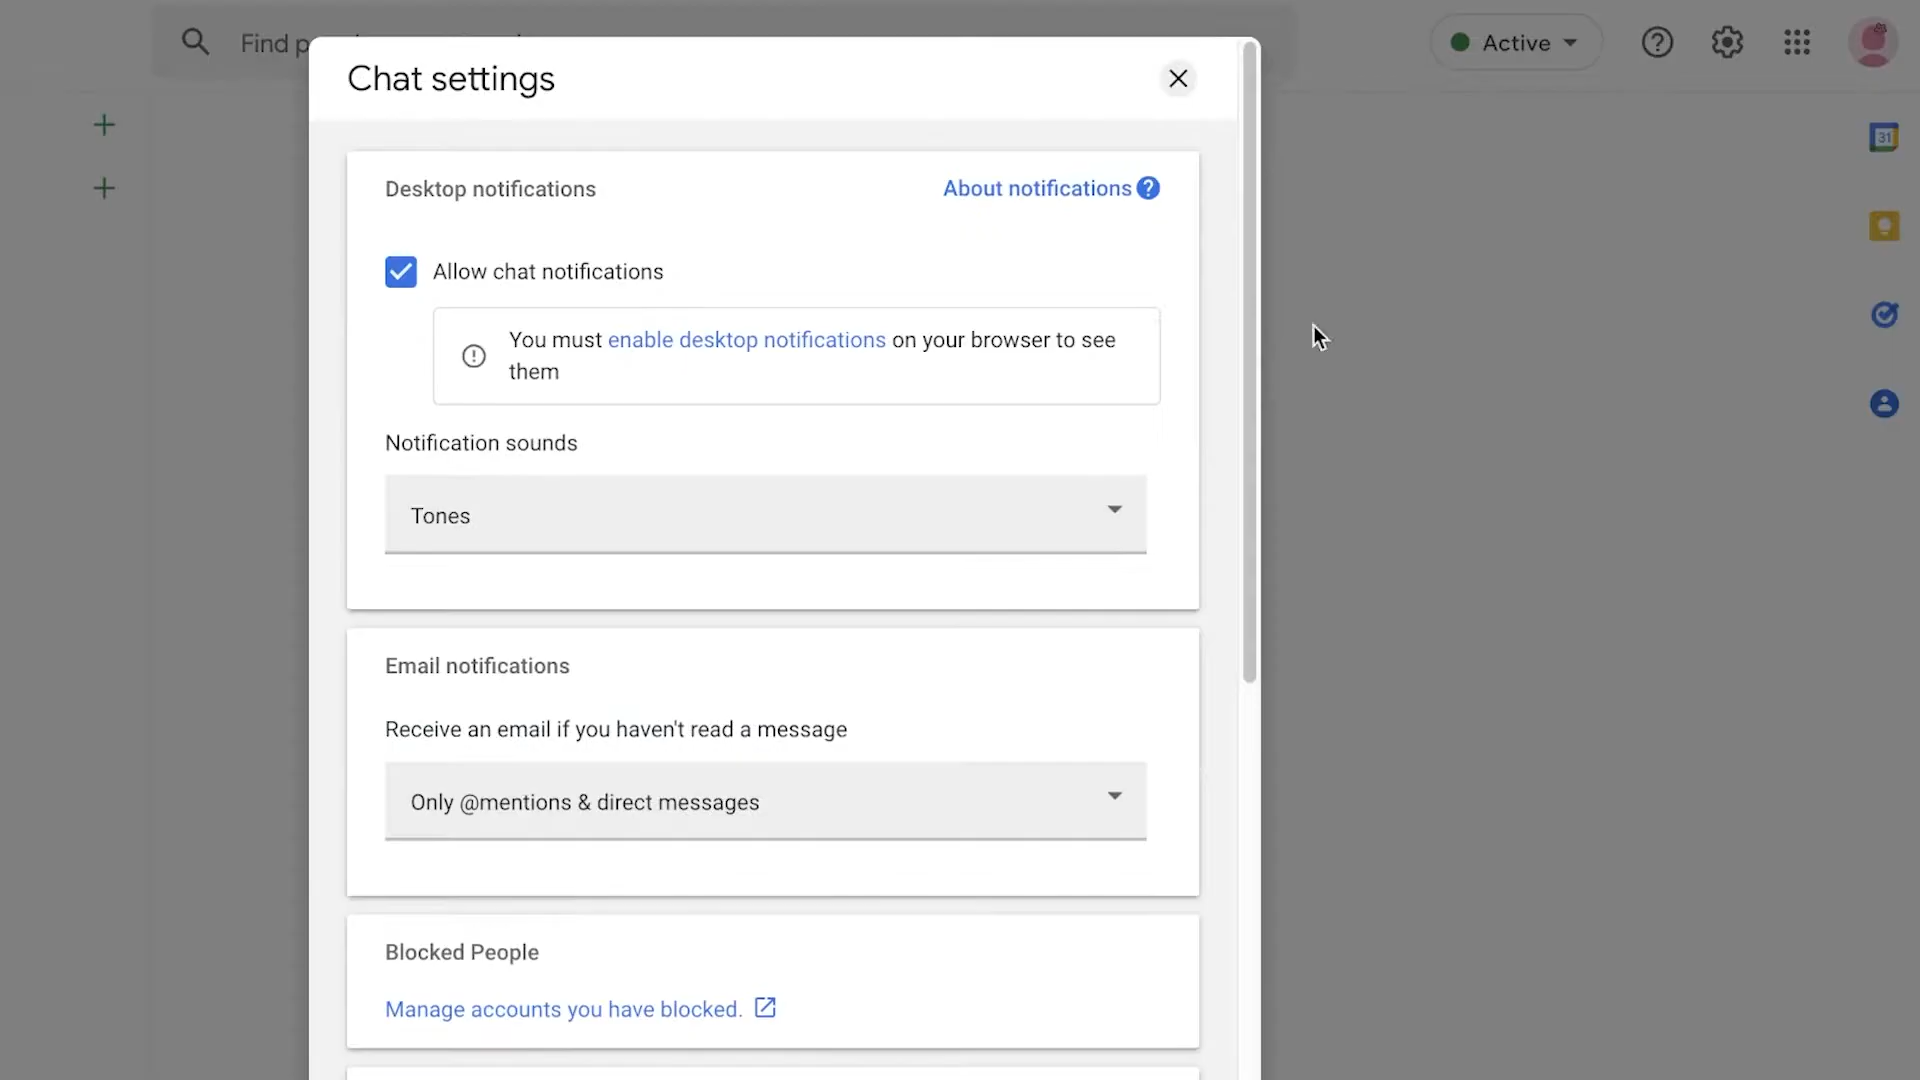 Find p
Active
Chat settings
31
Desktop notifications
About notifications
Allow chat notifications
You must enable desktop notifications on your browser to see
them
Notification sounds
Tones
Email notifications
Receive an email if you haven't read a message
Only @mentions & direct messages
Blocked People
Manage accounts you have blocked.